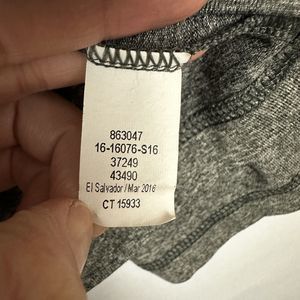 863047
16-16076-S16
37249
43490
El Salvador / Mar 2016
CT 15933